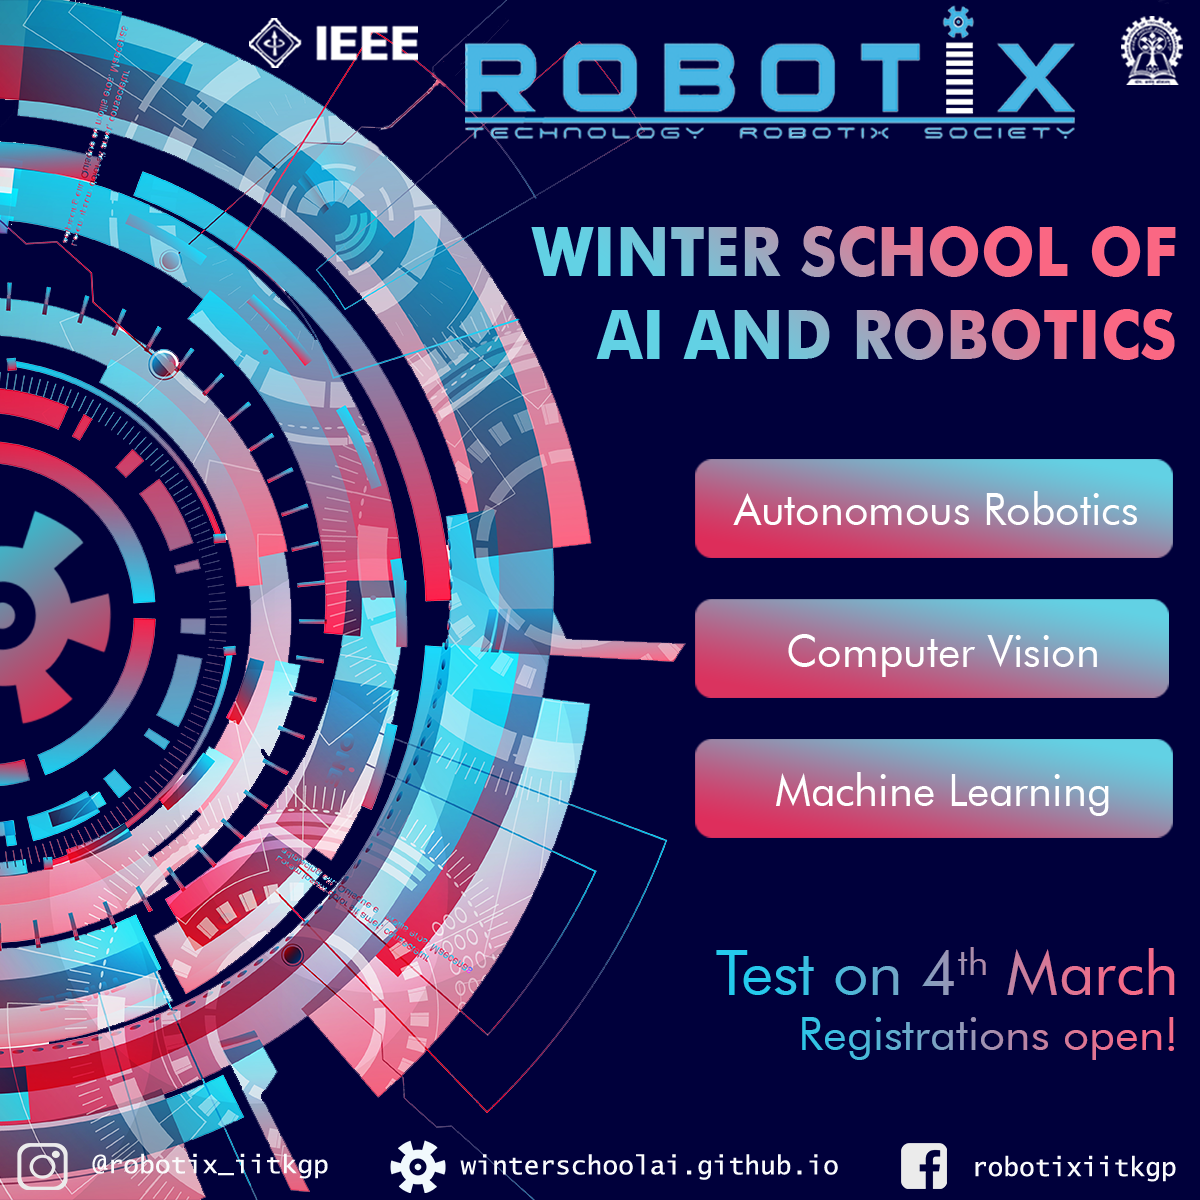 IEEE
ROBOTIX
TECHNOLOGY ROBOTIX SOCIETY
WINTER SCHOOL OF
AI AND ROBOTICS
Autonomous Robotics
Computer Vision
Machine Learning
Test on 4th March
Registrations open!
@robotix_iitkgp
winterschoolai.github.io
robotixiitkgp